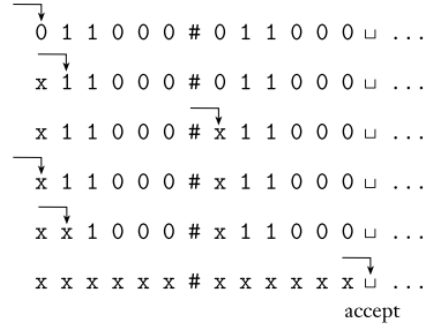 0 1 1 0 0 0 # 0 1 1 0 0 0 ⊔ ...
x 1 1 0 0 0 # 0 1 1 0 0 0 ⊔ ...
x 1 1 0 0 0 # x 1 1 0 0 0 ⊔ ...
x 1 1 0 0 0 # x 1 1 0 0 0 ⊔ ...
x x 1 0 0 0 # x 1 1 0 0 0 ⊔ ...
x x x x x x # x x x x x x ⊔ ...
accept